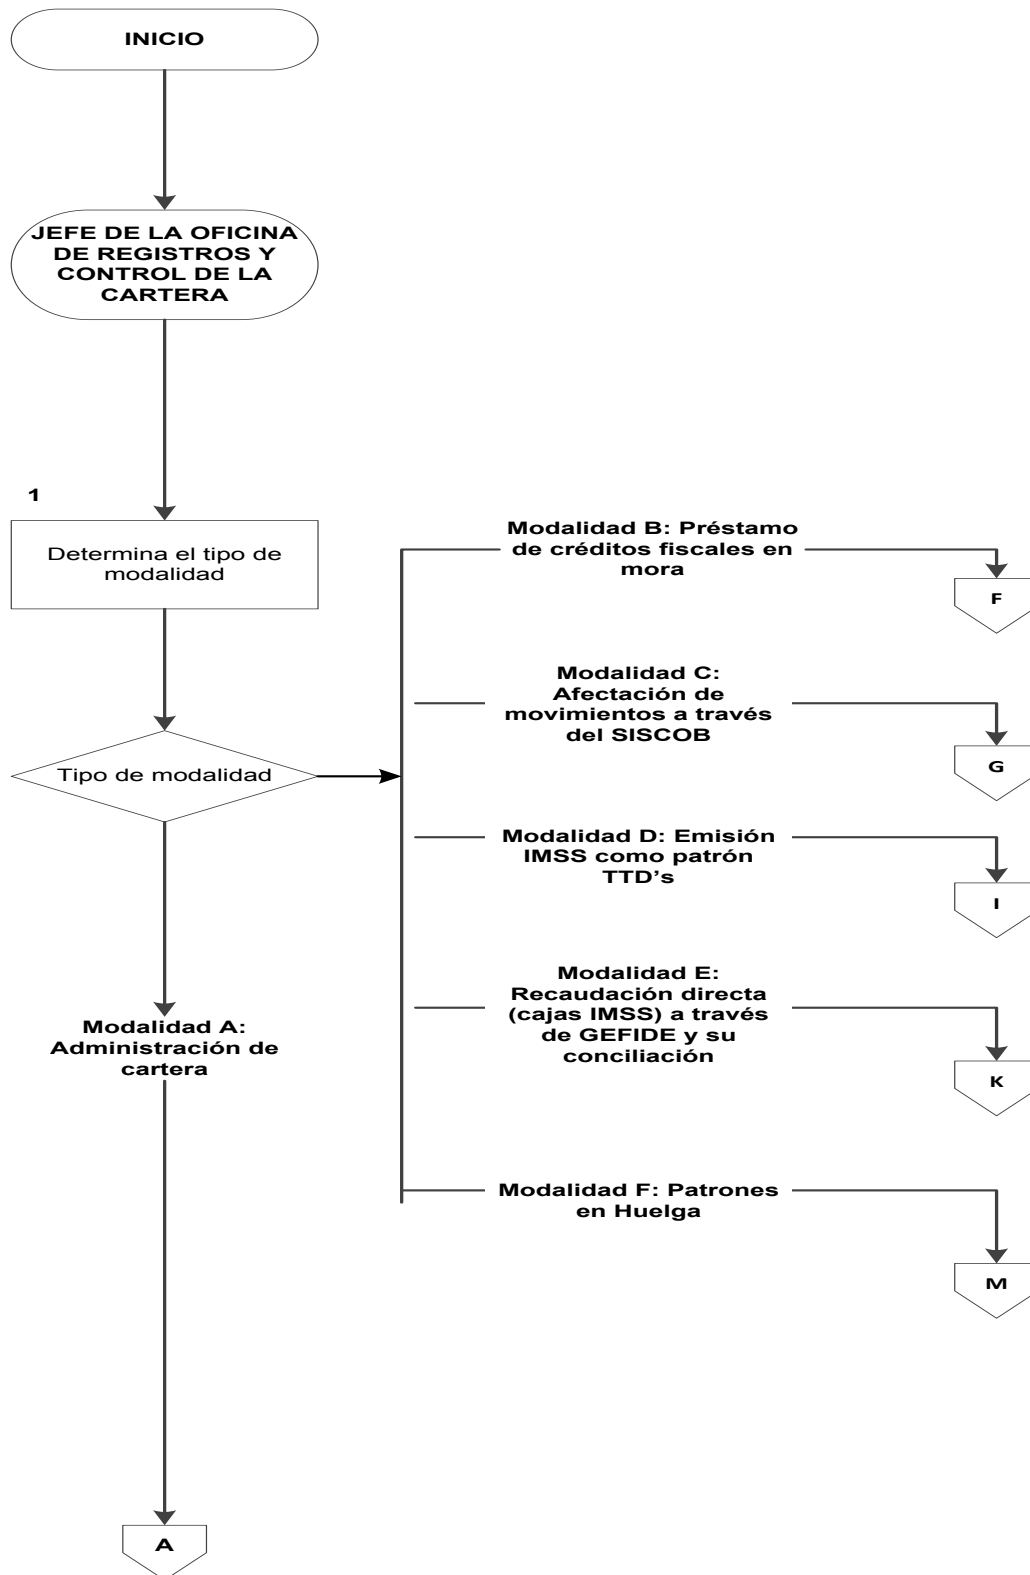 INICIO
JEFE DE LA OFICINA
DE REGISTROS Y
CONTROL DE LA
CARTERA
1
Determina el tipo de
modalidad
Tipo de modalidad
Modalidad A:
Administración de
cartera
A
Modalidad B: Préstamo
de créditos fiscales en
mora
F
Modalidad C:
Afectación de
movimientos a través
del SISCOB
G
Modalidad D: Emisión
IMSS como patrón
TTD's
I
Modalidad E:
Recaudación directa
(cajas IMSS) a través
de GEFIDE y su
conciliación
K
Modalidad F: Patrones
en Huelga
M